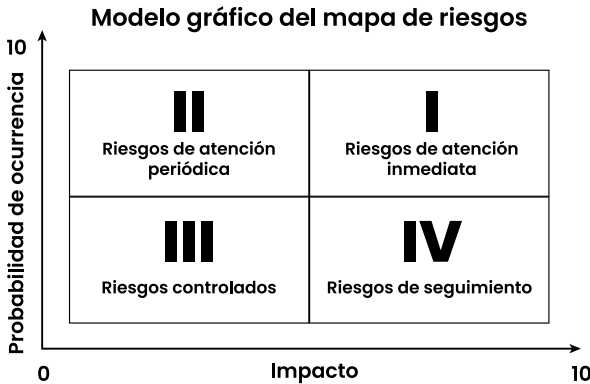 Modelo gráfico del mapa de riesgos
10
Probabilidad de ocurrencia
II
Riesgos de atención
periódica
I
Riesgos de atención
inmediata
III
Riesgos controlados
IV
Riesgos de seguimiento
0
Impacto
10